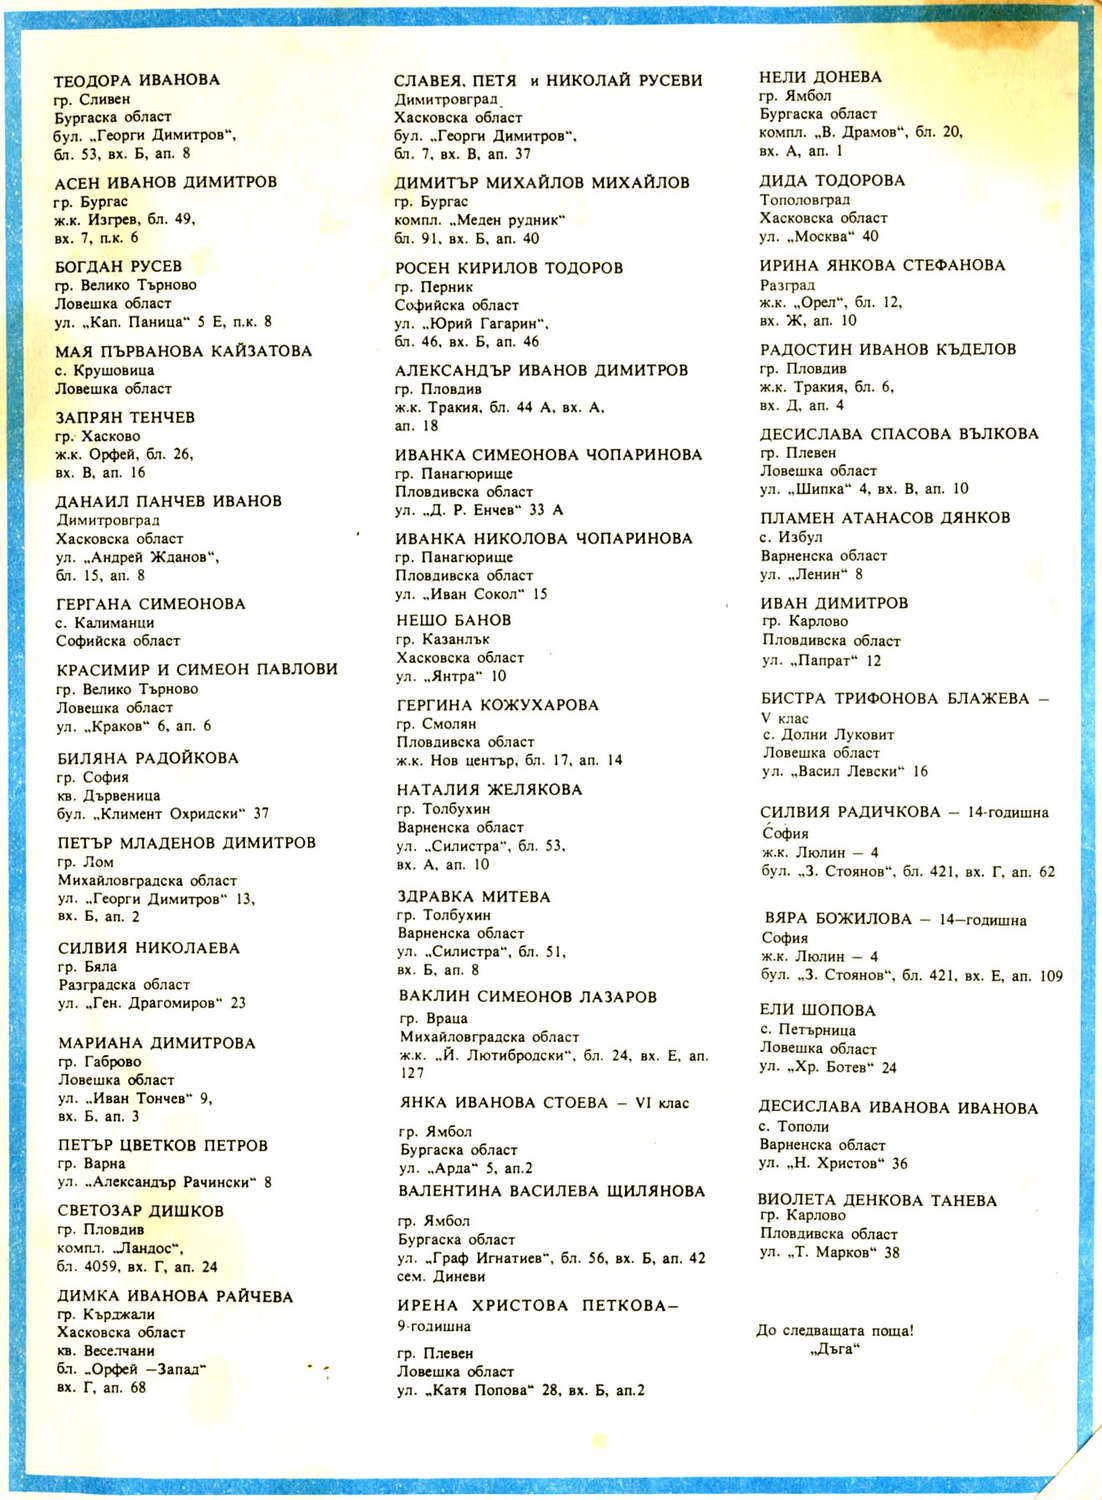 ТЕОДОРА ИВАНОВА
гр. Сливен
Бургаска област
бул. „Георги Димитров“,
бл. 53, вх. Б, ап. 8
АСЕН ИВАНОВ ДИМИТРОВ
гр. Бургас
ж.к. Изгрев, бл. 49,
вх. 7, п.к. 6
БОГДАН РУСЕВ
гр. Велико Търново
Ловешка област
ул. „Кап. Паница“ 5 Е, п.к. 8
МАЯ ПЪРВАНОВА КАЙЗАТОВА
с. Крушовица
Ловешка област
ЗАПРЯН ТЕНЧЕВ
гр. Хасково
ж.к. Орфей, бл. 26,
вх. В, ап. 16
ДАНАИЛ ПАНЧЕВ ИВАНОВ
Димитровград
Хасковска област
ул. „Андрей Жданов“,
бл. 15, ап. 8
ГЕРГАНА СИМЕОНОВА
с. Калиманци
Софийска област
КРАСИМИР И СИМЕОН ПАВЛОВИ
гр. Велико Търново
Ловешка област
ул. „Краков“ 6, ап. 6
БИЛЯНА РАДОЙКОВА
гр. София
кв. Дървеница
бул. „Климент Охридски“ 37
ПЕТЪР МЛАДЕНОВ ДИМИТРОВ
гр. Лом
Михайловградска област
ул. „Георги Димитров“ 13,
вх. Б, ап. 2
СИЛВИЯ НИКОЛАЕВА
гр. Бяла
Разградска област
ул. „Ген. Драгомиров“ 23
МАРИАНА ДИМИТРОВА
гр. Габрово
Ловешка област
ул. „Иван Тончев“ 9,
вх. Б, ап. 3
ПЕТЪР ЦВЕТКОВ ПЕТРОВ
гр. Варна
ул. „Александър Рачински“ 8
СВЕТОЗАР ДИШКОВ
гр. Пловдив
компл. „Ландос“,
бл. 4059, вх. Г, ап. 24
ДИМКА ИВАНОВА РАЙЧЕВА
гр. Кърджали
Хасковска област
кв. Веселчани
бл. „Орфей —Запад“
вх. Г, ап. 68
СЛАВЕЯ, ПЕТЯ и НИКОЛАЙ РУСЕВИ
Димитровград
Хасковска област
бул. „Георги Димитров“,
бл. 7, вх. В, ап. 37
ДИМИТЪР МИХАЙЛОВ МИХАЙЛОВ
гр. Бургас
компл. „Меден рудник“
бл. 91, вх. Б, ап. 40
РОСЕН КИРИЛОВ ТОДОРОВ
гр. Перник
Софийска област
ул. „Юрий Гагарин“,
бл. 46, вх. Б, ап. 46
АЛЕКСАНДЪР ИВАНОВ ДИМИТРОВ
гр. Пловдив
ж.к. Тракия, бл. 44 А, вх. А,
ап. 18
ИВАНКА СИМЕОНОВА ЧОПАРИНОВА
гр. Панагюрище
Пловдивска област
ул. „Д. Р. Енчев“ 33 А
ИВАНКА НИКОЛОВА ЧОПАРИНОВА
гр. Панагюрище
Пловдивска област
ул. „Иван Сокол“ 15
НЕШО БАНОВ
гр. Казанлък
Хасковска област
ул. „Янтра“ 10
ГЕРГИНА КОЖУХАРОВА
гр. Смолян
Пловдивска област
ж.к. Нов център, бл. 17, ап. 14
НАТАЛИЯ ЖЕЛЯКОВА
гр. Толбухин
Варненска област
ул. „Силистра“, бл. 53,
вх. А, ап. 10
ЗДРАВКА МИТЕВА
гр. Толбухин
Варненска област
ул. „Силистра“, бл. 51,
вх. Б, ап. 8
ВАКЛИН СИМЕОНОВ ЛАЗАРОВ
гр. Враца
Михайловградска област
ж.к. „Й. Лютибродски“, бл. 24, вх. Е, ап.
127
ЯНКА ИВАНОВА СТОЕВА – VI клас
гр. Ямбол
Бургаска област
ул. „Арда“ 5, ап.2
ВАЛЕНТИНА ВАСИЛЕВА ЩИЛЯНОВА
гр. Ямбол
Бургаска област
ул. „Граф Игнатиев“, бл. 56, вх. Б, ап. 42
сем. Диневи
ИРЕНА ХРИСТОВА ПЕТКОВА—
9-годишна
гр. Плевен
Ловешка област
ул. „Катя Попова“ 28, вх. Б, ап.2
НЕЛИ ДОНЕВА
гр. Ямбол
Бургаска област
компл. „В. Драмов“, бл. 20,
вх. А, ап. 1
ДИДА ТОДОРОВА
Тополовград
Хасковска област
ул. „Москва“ 40
ИРИНА ЯНКОВА СТЕФАНОВА
Разград
ж.к. „Орел“, бл. 12,
вх. Ж, ап. 10
РАДОСТИН ИВАНОВ КЪДЕЛОВ
гр. Пловдив
ж.к. Тракия, бл. 6,
вх. Д, ап. 4
ДЕСИСЛАВА СПАСОВА ВЪЛКОВА
гр. Плевен
Ловешка област
ул. „Шипка“ 4, вх. В, ап. 10
ПЛАМЕН АТАНАСОВ ДЯНКОВ
с. Избул
Варненска област
ул. „Ленин“ 8
ИВАН ДИМИТРОВ
гр. Карлово
Пловдивска област
ул. „Папрат“ 12
БИСТРА ТРИФОНОВА БЛАЖЕВА —
V клас
с. Долни Луковит
Ловешка област
ул. „Васил Левски“ 16
СИЛВИЯ РАДИЧКОВА — 14-годишна
София
ж.к. Люлин — 4
бул. „З. Стоянов“, бл. 421, вх. Г, ап. 62
ВЯРА БОЖИЛОВА — 14—годишна
София
ж.к. Люлин — 4
бул. „З. Стоянов“, бл. 421, вх. Е, ап. 109
ЕЛИ ШОПОВА
с. Петърница
Ловешка област
ул. „Хр. Ботев“ 24
ДЕСИСЛАВА ИВАНОВА ИВАНОВА
с. Тополи
Варненска област
ул. „Н. Христов“ 36
ВИОЛЕТА ДЕНКОВА ТАНЕВА
гр. Карлово
Пловдивска област
ул. „Т. Марков“ 38
До следващата поща!
„Дъга“